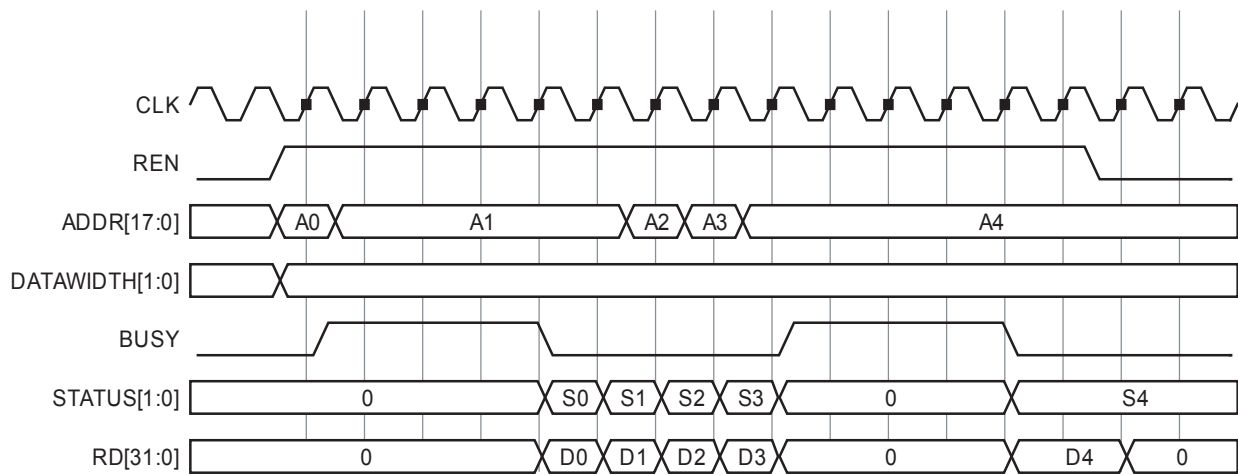 CLK
REN
ADDR[17:0] A0 A1 A2 A3 A4
DATAWIDTH[1:0]
BUSY
STATUS[1:0] 0 S0 S1 S2 S3 0 S4
RD[31:0] 0 D0 D1 D2 D3 0 D4 0